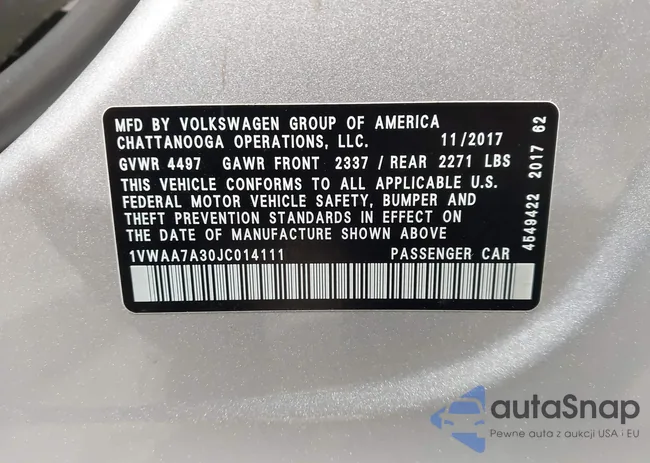 MFD BY VOLKSWAGEN GROUP OF AMERICA
CHATTANOOGA OPERATIONS, LLC. 11/2017
GVWR 4497 GAWR FRONT 2337 / REAR 2271 LBS
THIS VEHICLE CONFORMS TO ALL APPLICABLE U.S.
FEDERAL MOTOR VEHICLE SAFETY, BUMPER AND
THEFT PREVENTION STANDARDS IN EFFECT ON
THE DATE OF MANUFACTURE SHOWN ABOVE
1VWAA7A30JC014111 PASSENGER CAR
4549422 2017 62
autaSnap
Pewne auta z aukcji USA i EU